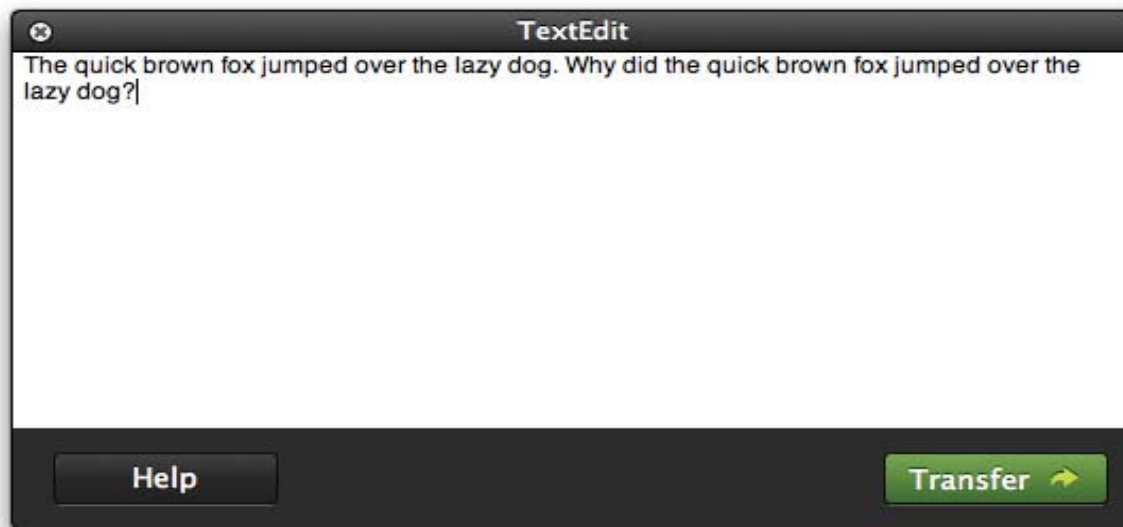 TextEdit
The quick brown fox jumped over the lazy dog. Why did the quick brown fox jumped over the
lazy dog?
Help
Transfer